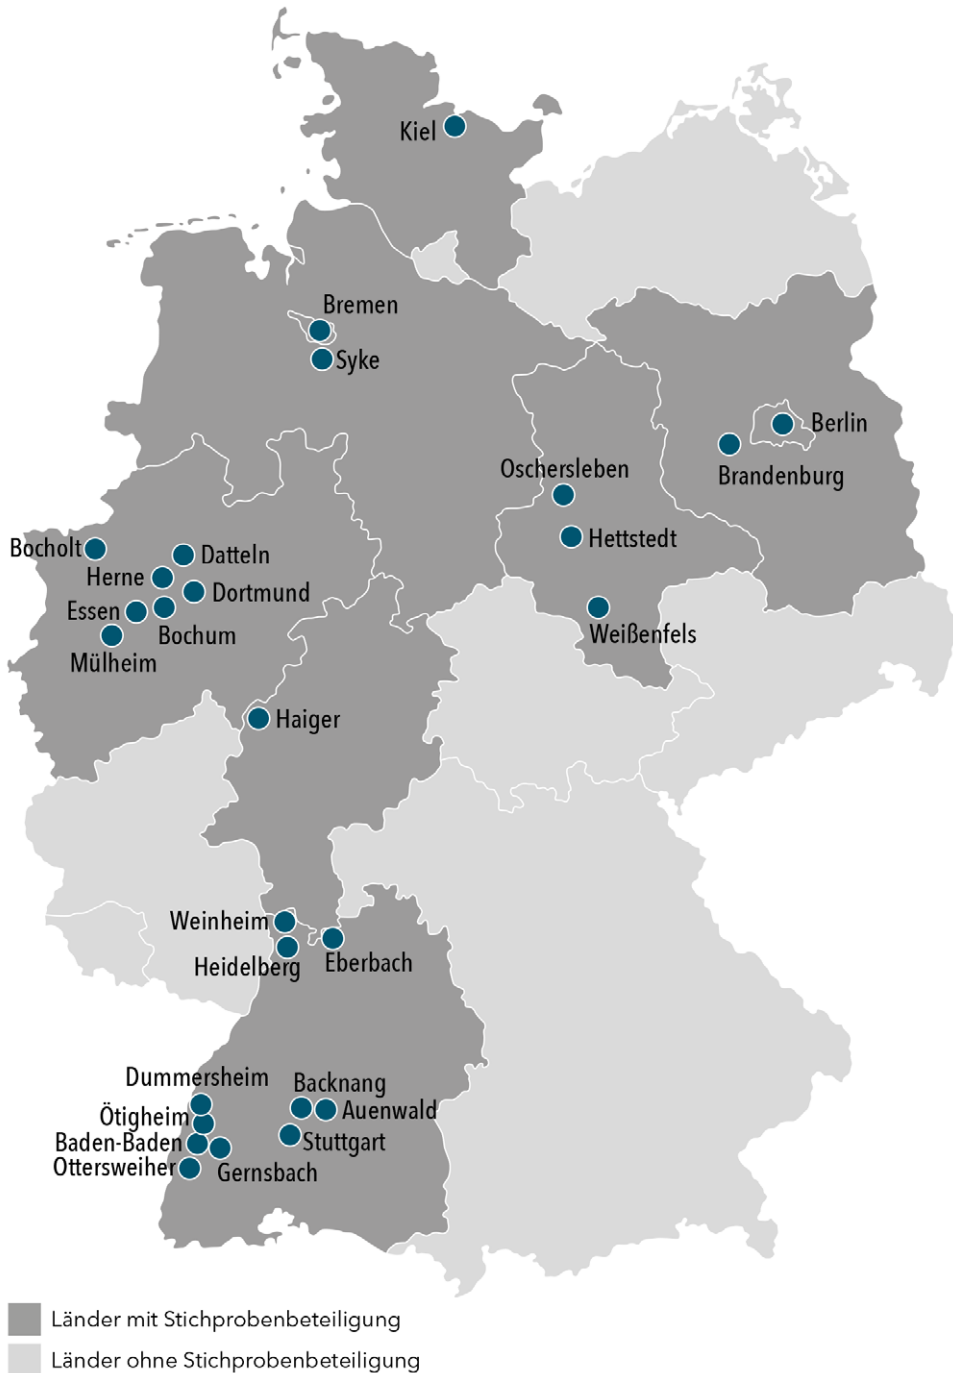 Kiel
Bremen
Syke
Berlin
Brandenburg
Oschersleben
Hettstedt
Weißenfels
Bocholt
Datteln
Herne
Dortmund
Essen
Bochum
Mülheim
Haiger
Weinheim
Heidelberg
Eberbach
Dummersheim
Backnang
Ötigheim
Auenwald
Baden-Baden
Stuttgart
Ottersweiher
Gernsbach
Länder mit Stichprobenbeteiligung
Länder ohne Stichprobenbeteiligung